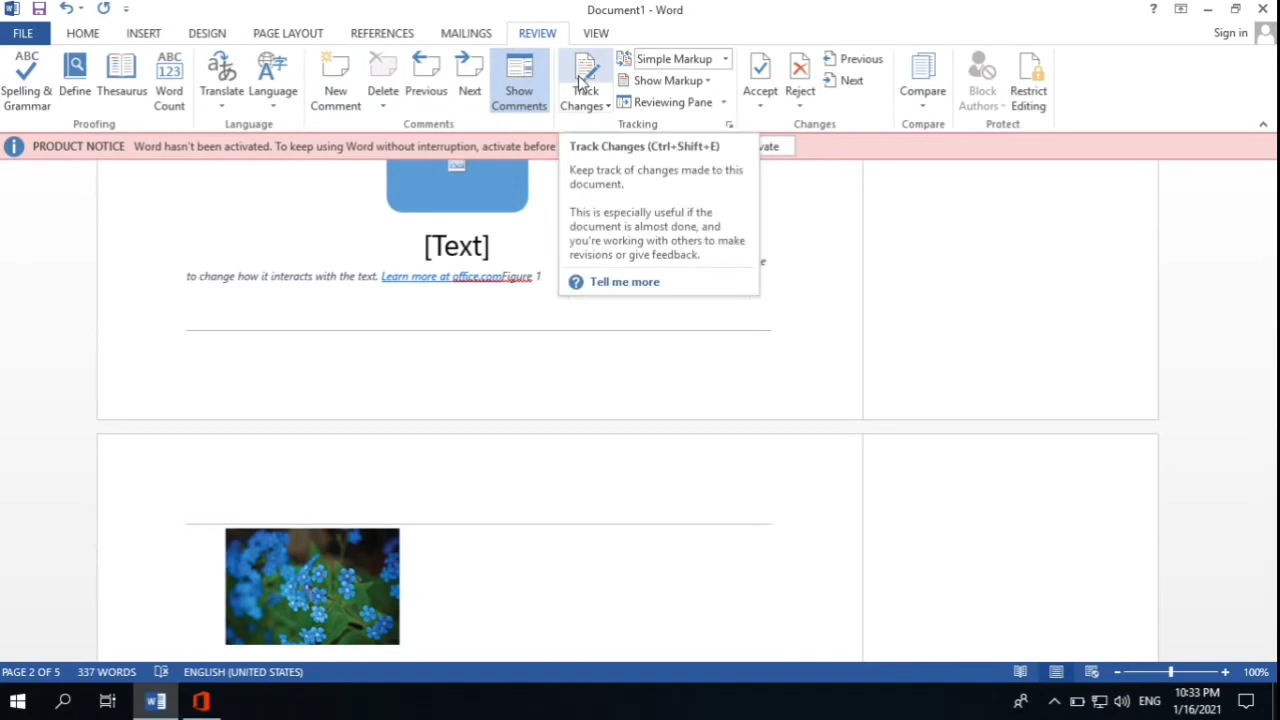 Document1 - Word
?
FILE
HOME
INSERT
DESIGN
PAGE LAYOUT
REFERENCES
MAILINGS
REVIEW
VIEW
Sign in
ABC
Spelling &
Grammar
Define
Thesaurus
ABC
123
Word
Count
Proofing
Translate
Language
Language
New
Comment
Delete
Previous
Next
Show
Comments
Comments
Track
Changes
Simple Markup
Show Markup
Reviewing Pane
Tracking
Accept
Reject
Previous
Next
Changes
Compare
Compare
Block
Authors
Restrict
Editing
Protect
PRODUCT NOTICE Word hasn't been activated. To keep using Word without interruption, activate before
vate
Track Changes (Ctrl+Shift+E)
Keep track of changes made to this
document.
This is especially useful if the
document is almost done, and
you're working with others to make
revisions or give feedback.
Tell me more
[Text]
e
to change how it interacts with the text. Learn more at office.comFigure 1
PAGE 2 OF 5
337 WORDS
ENGLISH (UNITED STATES)
100%
ENG
10:33 PM
1/16/2021